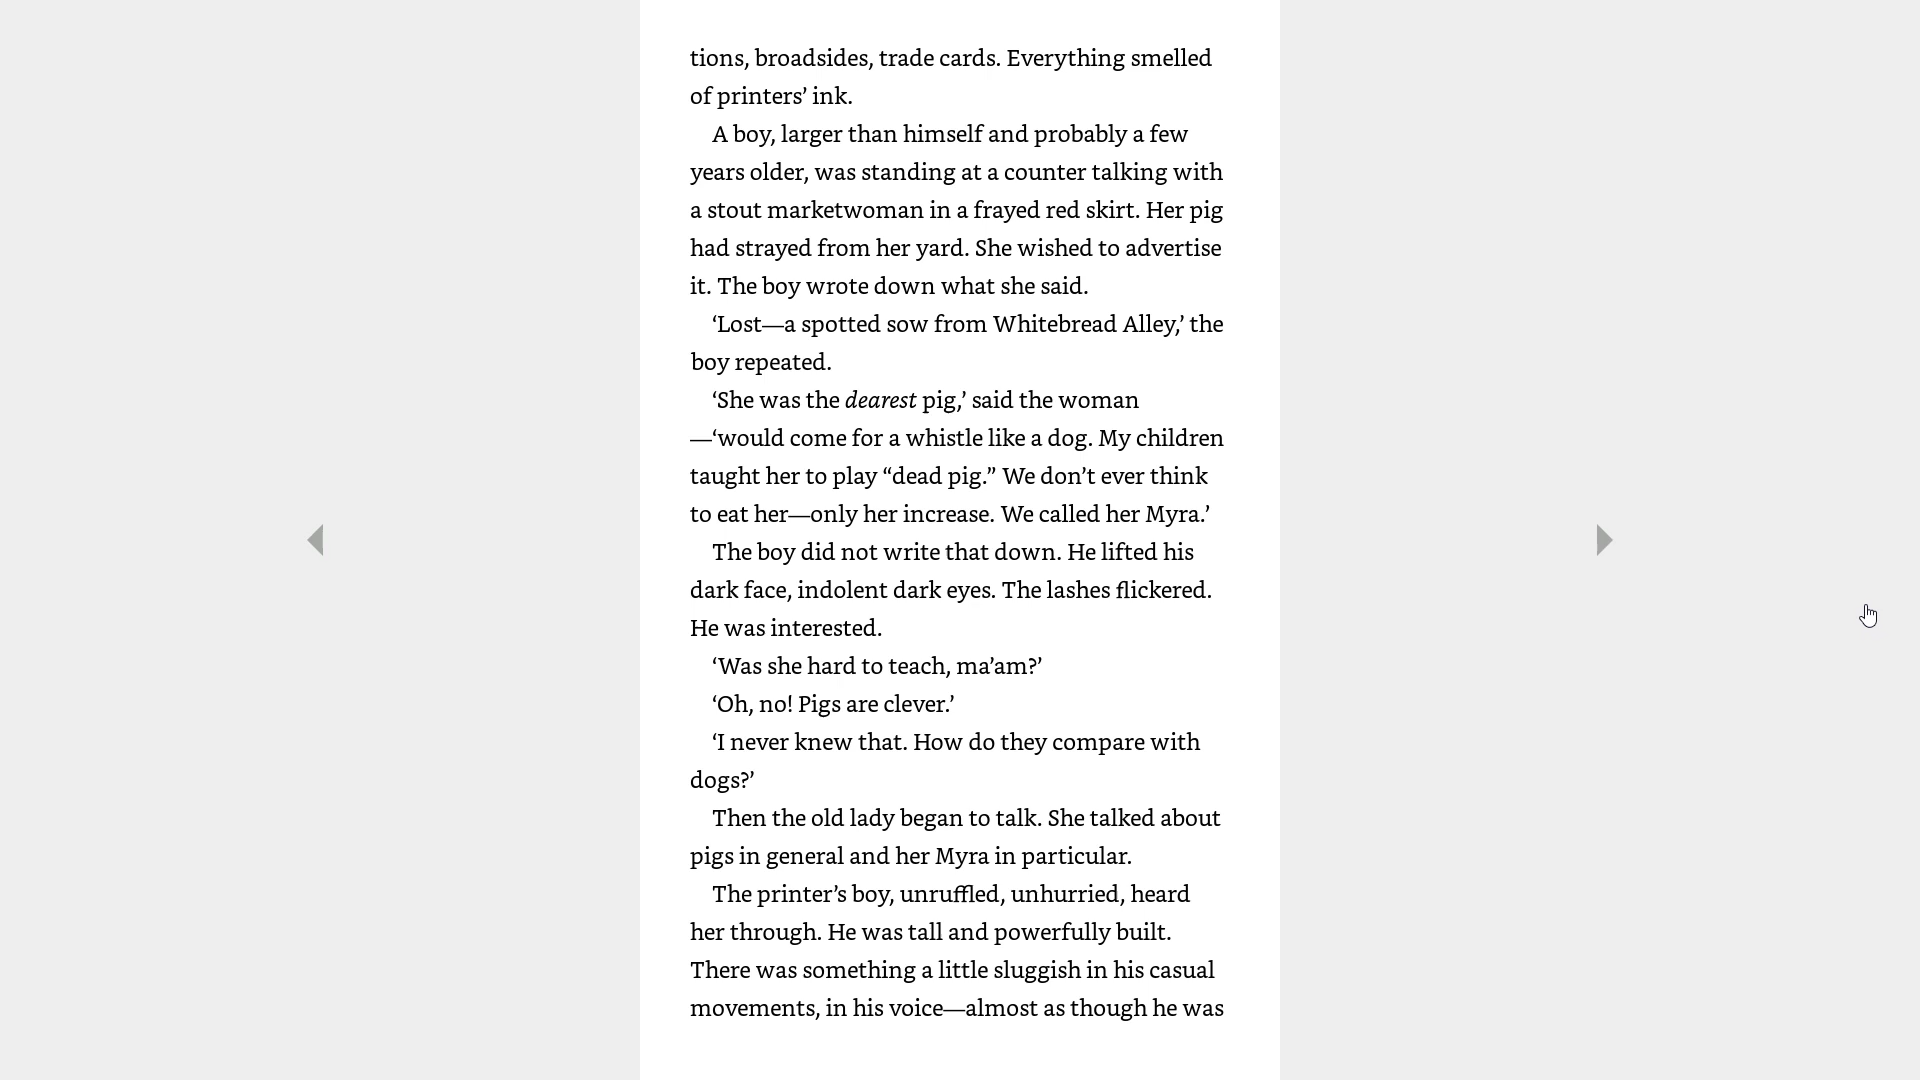 tions, broadsides, trade cards. Everything smelled
of printers’ ink.
A boy, larger than himself and probably a few
years older, was standing at a counter talking with
a stout marketwoman in a frayed red skirt. Her pig
had strayed from her yard. She wished to advertise
it. The boy wrote down what she said.
‘Lost—a spotted sow from Whitebread Alley,’ the
boy repeated.
‘She was the dearest pig,’ said the woman
—‘would come for a whistle like a dog. My children
taught her to play “dead pig.” We don’t ever think
to eat her—only her increase. We called her Myra.’
The boy did not write that down. He lifted his
dark face, indolent dark eyes. The lashes flickered.
He was interested.
‘Was she hard to teach, ma’am?’
‘Oh, no! Pigs are clever.’
‘I never knew that. How do they compare with
dogs?’
Then the old lady began to talk. She talked about
pigs in general and her Myra in particular.
The printer’s boy, unruffled, unhurried, heard
her through. He was tall and powerfully built.
There was something a little sluggish in his casual
movements, in his voice—almost as though he was